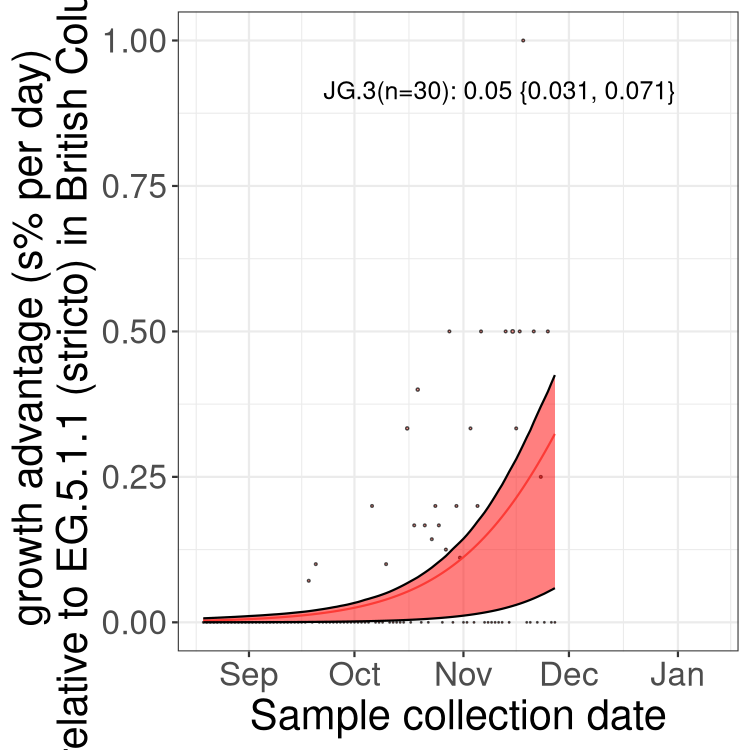 growth advantage (s% per day)
relative to EG.5.1.1 (stricto) in British
1.00
0.75
0.50
0.25
0.00
JG.3(n=30): 0.05 {0.031, 0.071}
Sep Oct Nov Dec Jan
Sample collection date